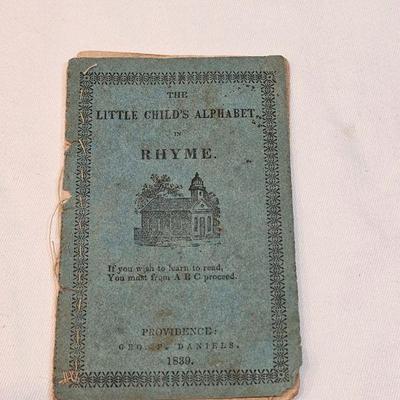 THE
LITTLE CHILD'S ALPHABET,
IN
RHYME.
If you wish to learn to read,
You must from A B C proceed.
PROVIDENCE:
GEO. P. DANIELS.
1839.